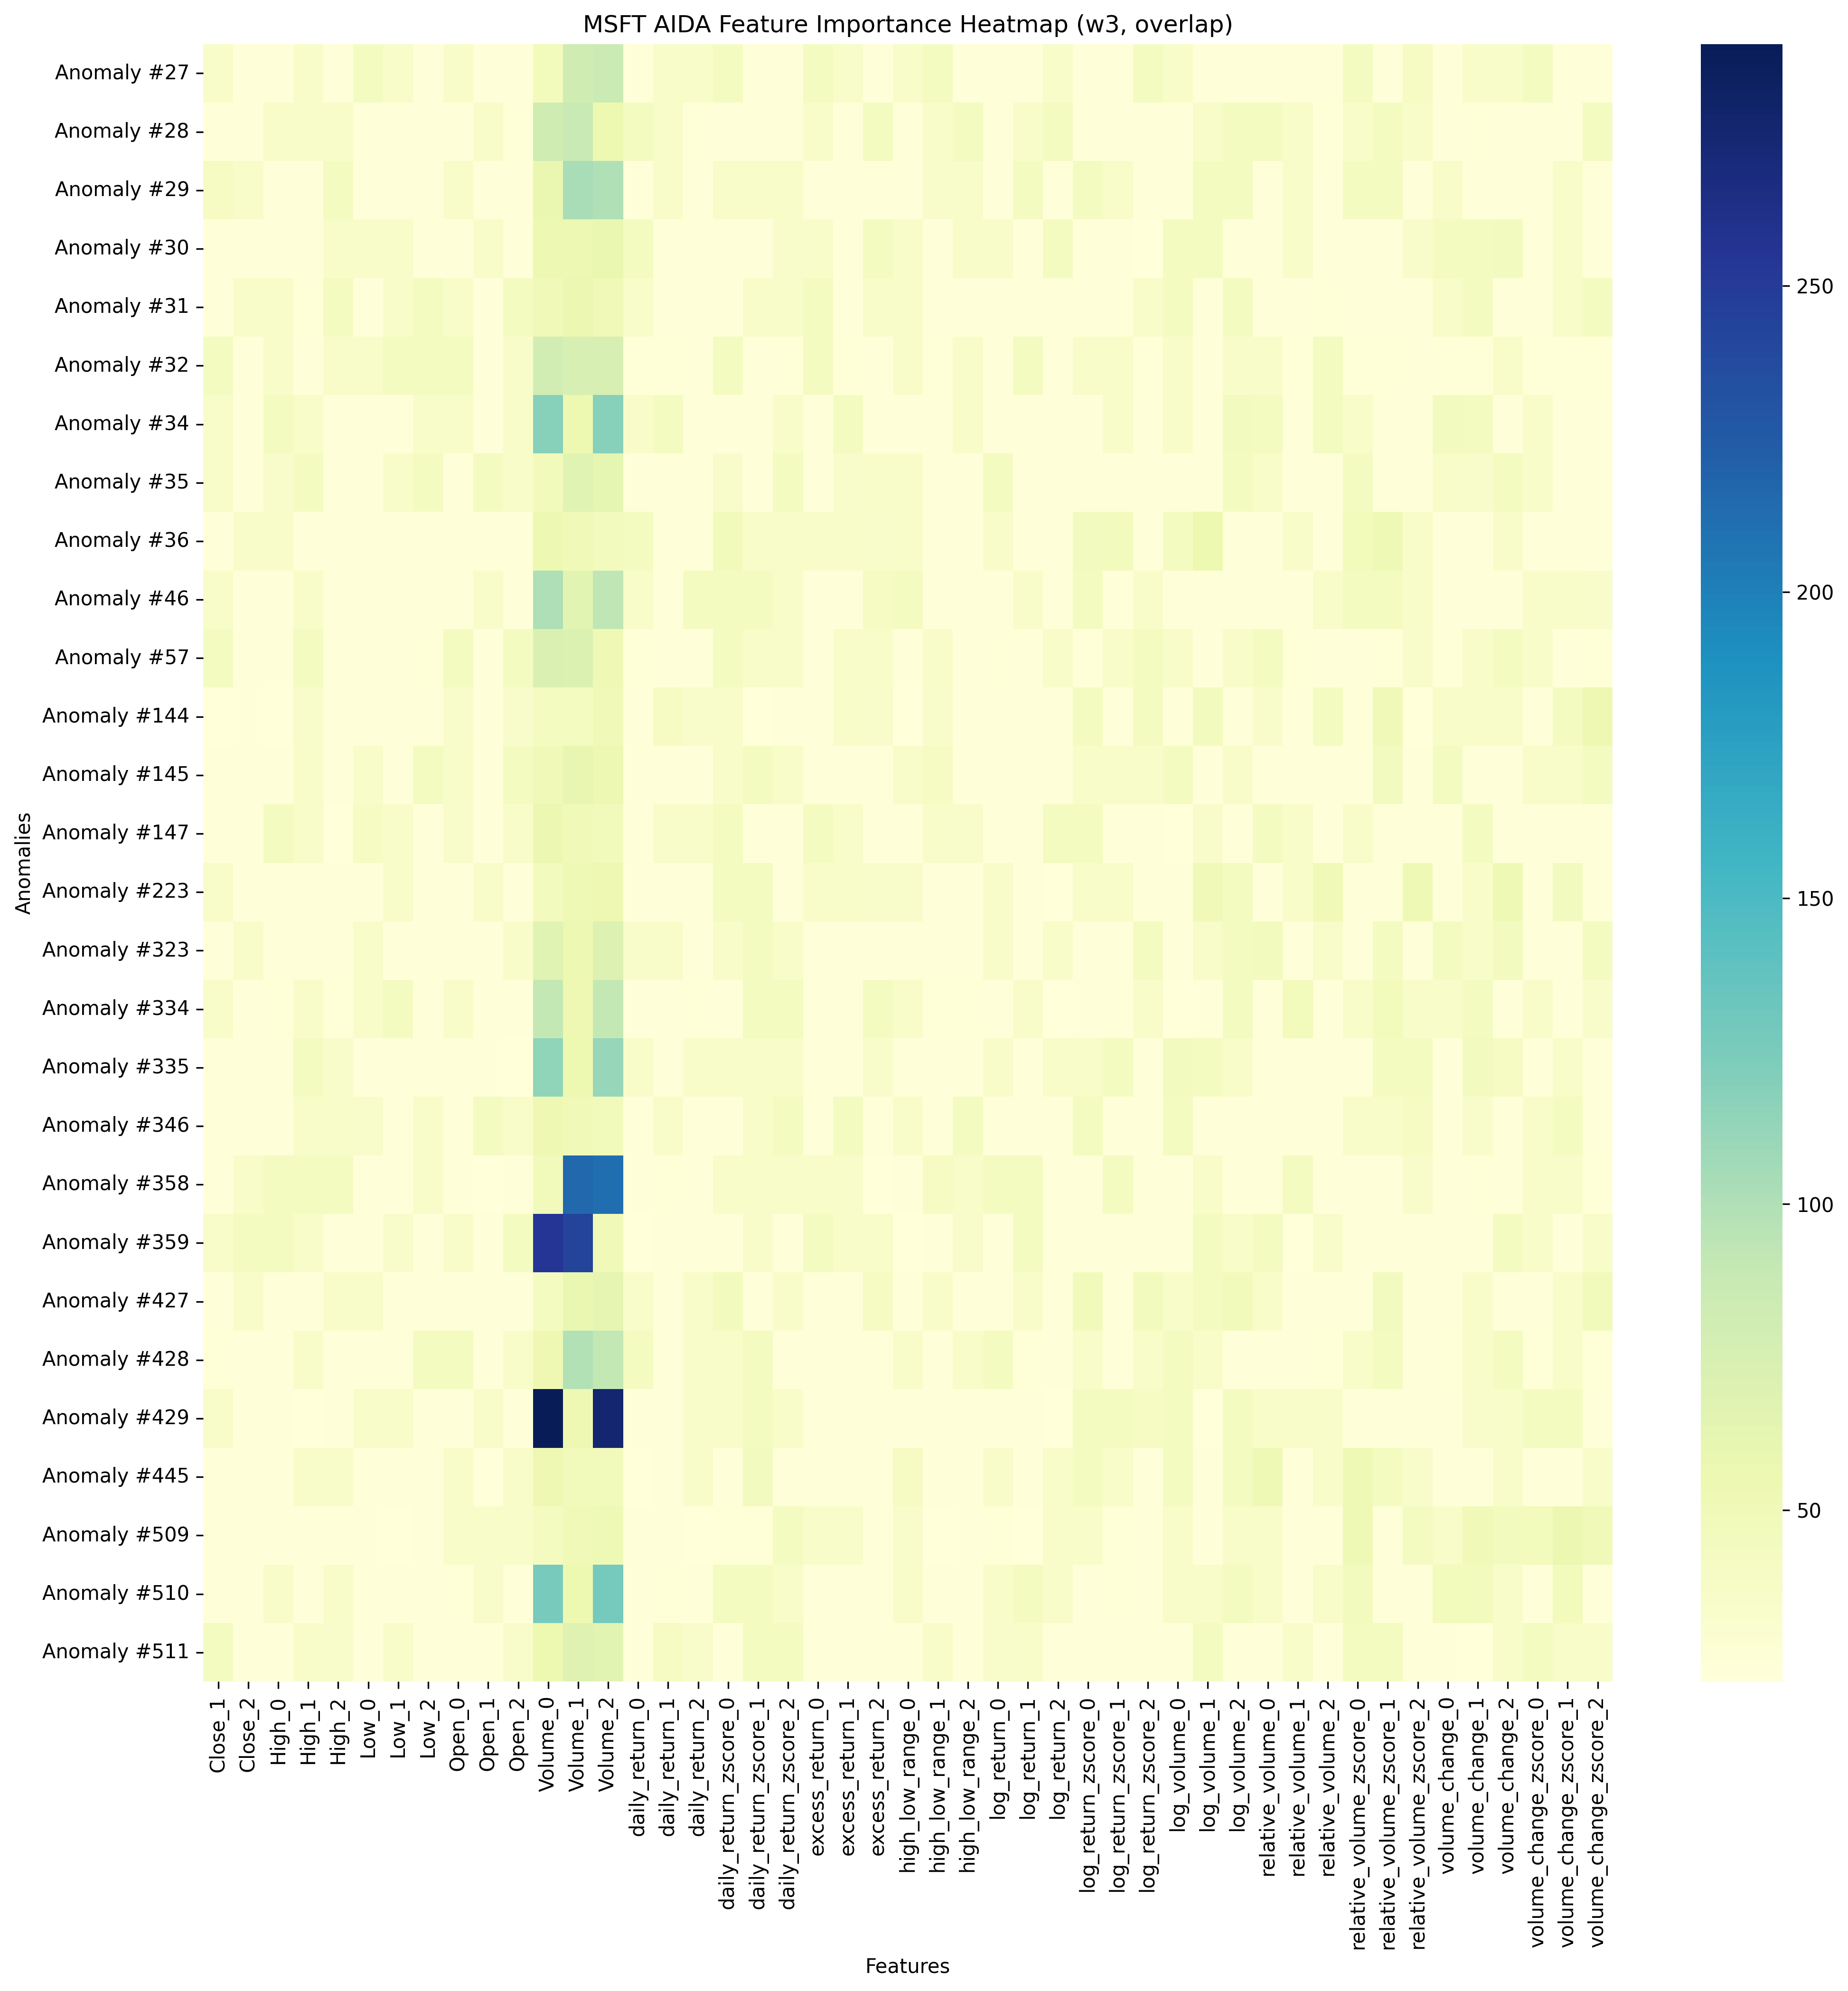 MSFT AIDA Feature Importance Heatmap (w3, overlap)
Anomalies
Anomaly #27
Anomaly #28
Anomaly #29
Anomaly #30
Anomaly #31
Anomaly #32
Anomaly #34
Anomaly #35
Anomaly #36
Anomaly #46
Anomaly #57
Anomaly #144
Anomaly #145
Anomaly #147
Anomaly #223
Anomaly #323
Anomaly #334
Anomaly #335
Anomaly #346
Anomaly #358
Anomaly #359
Anomaly #427
Anomaly #428
Anomaly #429
Anomaly #445
Anomaly #509
Anomaly #510
Anomaly #511
Close_1
Close_2
High_0
High_1
High_2
Low_0
Low_1
Low_2
Open_0
Open_1
Open_2
Volume_0
Volume_1
Volume_2
daily_return_0
daily_return_1
daily_return_2
daily_return_zscore_0
daily_return_zscore_1
daily_return_zscore_2
excess_return_0
excess_return_1
excess_return_2
high_low_range_0
high_low_range_1
high_low_range_2
log_return_0
log_return_1
log_return_2
log_return_zscore_0
log_return_zscore_1
log_return_zscore_2
log_volume_0
log_volume_1
log_volume_2
relative_volume_0
relative_volume_1
relative_volume_2
relative_volume_zscore_0
relative_volume_zscore_1
relative_volume_zscore_2
volume_change_0
volume_change_1
volume_change_2
volume_change_zscore_0
volume_change_zscore_1
volume_change_zscore_2
Features
250
200
150
100
50